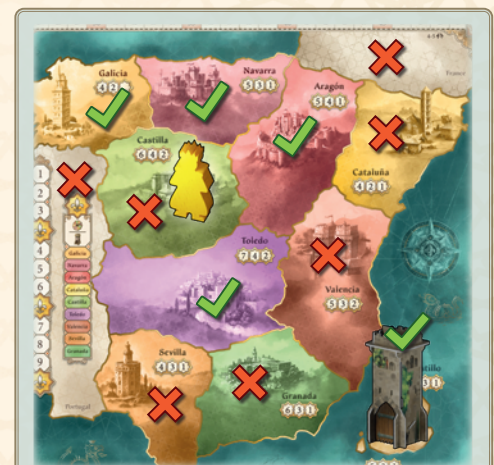 France
Galicia
4 2
Navarra
5 3 1
Aragón
5 4 1
Castilla
6 4 2
Cataluña
4 2 1
1
2
3
4
5
6
7
8
9
Galicia
Navarra
Aragón
Cataluña
Castilla
Toledo
Valencia
Sevilla
Granada
Toledo
7 4 2
Valencia
5 3 2
Sevilla
4 3 1
Granada
6 3 1
tillo
3 1
Portugal